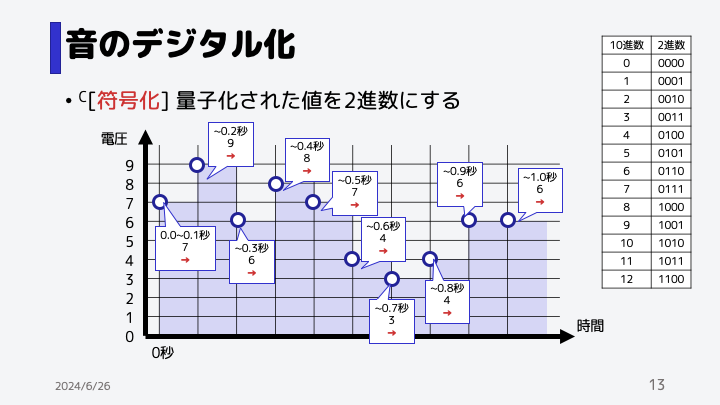 音のデジタル化
• C[符号化] 量子化された値を2進数にする
電圧
9
8
7
6
5
4
3
2
1
0
0秒
時間
0.0~0.1秒
7
➜
~0.2秒
9
➜
~0.3秒
6
➜
~0.4秒
8
➜
~0.5秒
7
➜
~0.6秒
4
➜
~0.7秒
3
➜
~0.8秒
4
➜
~0.9秒
6
➜
~1.0秒
6
➜
10進数 2進数
0 0000
1 0001
2 0010
3 0011
4 0100
5 0101
6 0110
7 0111
8 1000
9 1001
10 1010
11 1011
12 1100
2024/6/26
13